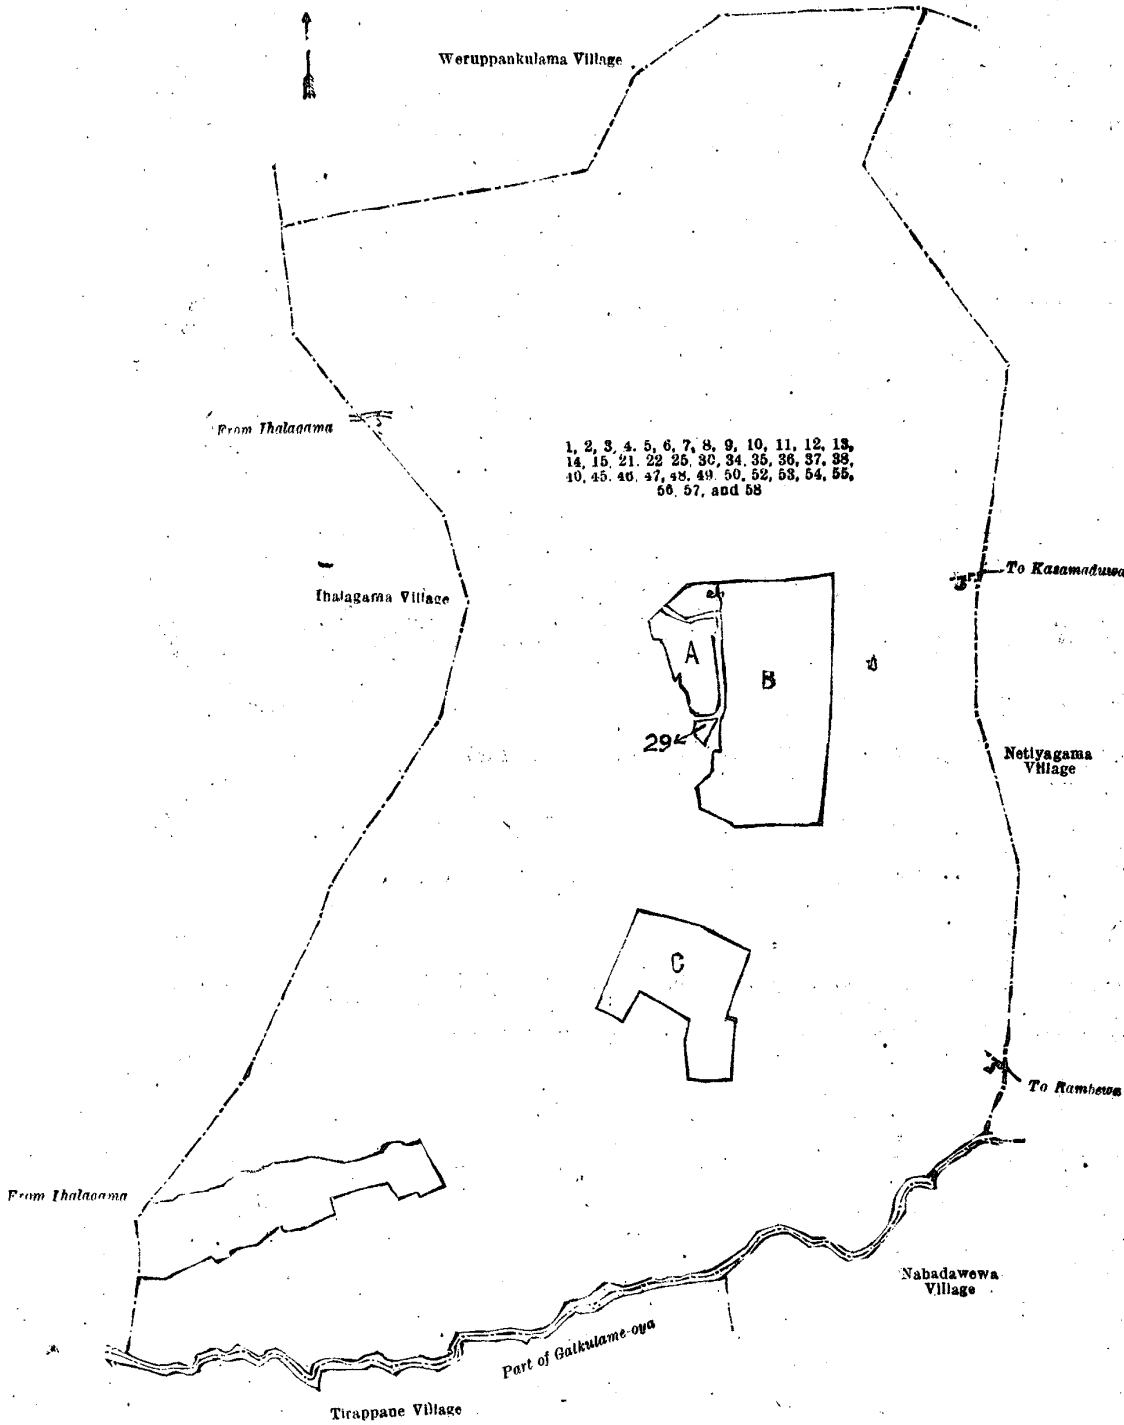 Weruppankulama Village
From Ihalagama
1, 2, 3, 4, 5, 6, 7, 8, 9, 10, 11, 12, 13,
14, 15, 21, 22, 25, 30, 34, 35, 36, 37, 38,
40, 45, 46, 47, 48, 49, 50, 52, 53, 54, 55,
56, 57, and 58
To Kasamaduwa
Ihalagama Village
A
B
29
Netiyagama
Village
C
To Rambewa
From Ihalagama
Nabadawewa
Village
Part of Galkulame-oya
Tirappane Village